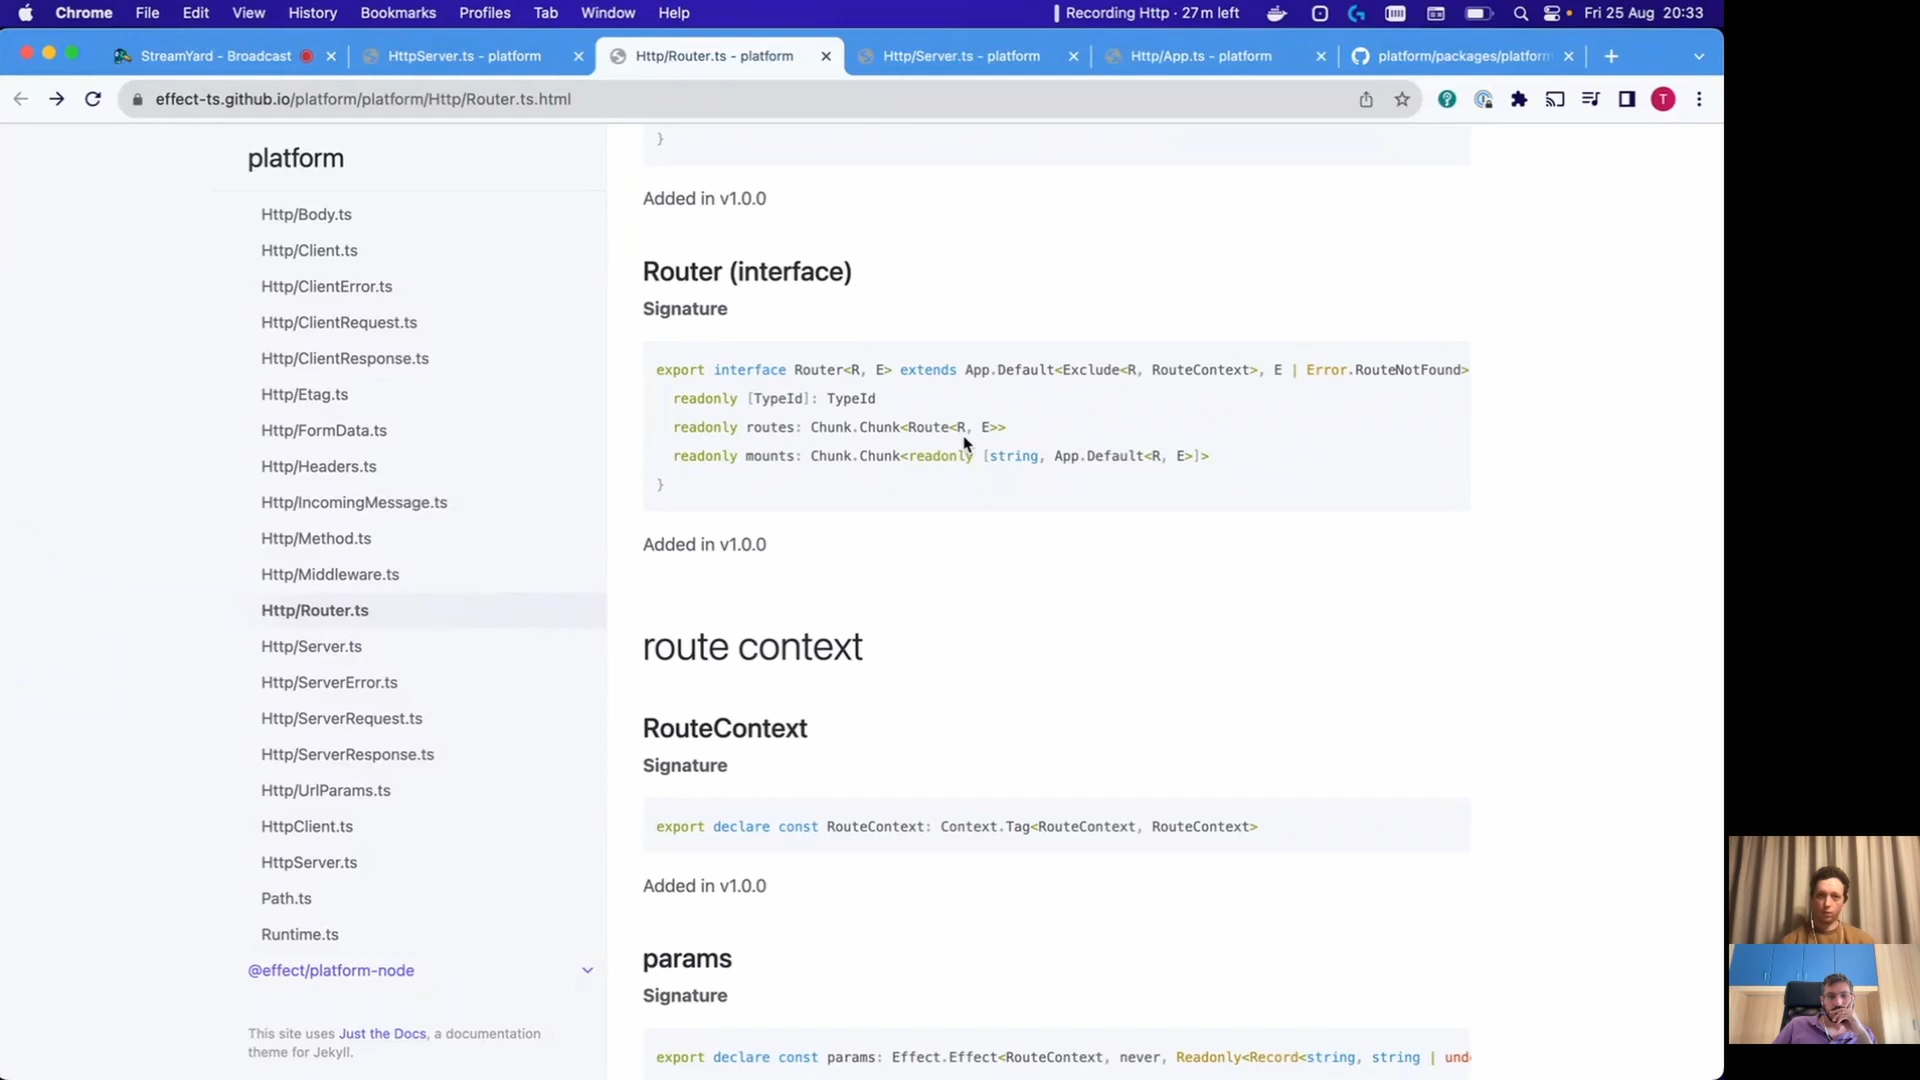 Chrome File Edit View History Bookmarks Profiles Tab Window Help Recording Http · 27m left Fri 25 Aug 20:33
StreamYard - Broadcast HttpServer.ts - platform Http/Router.ts - platform Http/Server.ts - platform Http/App.ts - platform platform/packages/platform
effect-ts.github.io/platform/platform/Http/Router.ts.html T
platform
Http/Body.ts
Http/Client.ts
Http/ClientError.ts
Http/ClientRequest.ts
Http/ClientResponse.ts
Http/Etag.ts
Http/FormData.ts
Http/Headers.ts
Http/IncomingMessage.ts
Http/Method.ts
Http/Middleware.ts
Http/Router.ts
Http/Server.ts
Http/ServerError.ts
Http/ServerRequest.ts
Http/ServerResponse.ts
Http/UrlParams.ts
HttpClient.ts
HttpServer.ts
Path.ts
Runtime.ts
@effect/platform-node
This site uses Just the Docs, a documentation
theme for Jekyll.
}
Added in v1.0.0
Router (interface)
Signature
export interface Router<R, E> extends App.Default<Exclude<R, RouteContext>, E | Error.RouteNotFound>
readonly [TypeId]: TypeId
readonly routes: Chunk.Chunk<Route<R, E>>
readonly mounts: Chunk.Chunk<readonly [string, App.Default<R, E>]>
}
Added in v1.0.0
route context
RouteContext
Signature
export declare const RouteContext: Context.Tag<RouteContext, RouteContext>
Added in v1.0.0
params
Signature
export declare const params: Effect.Effect<RouteContext, never, Readonly<Record<string, string | und